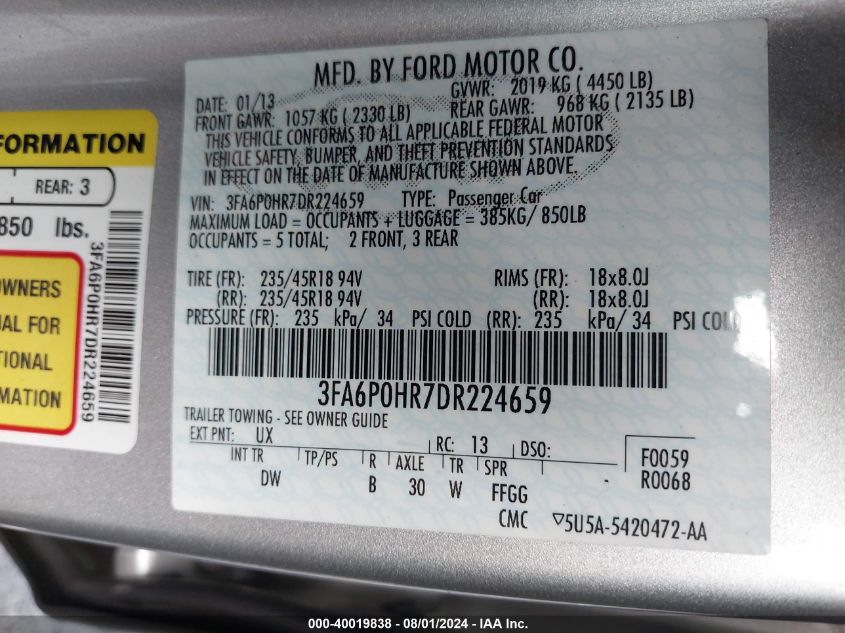 MFD. BY FORD MOTOR CO.
DATE: 01/13 GVWR: 2019 KG ( 4450 LB)
FRONT GAWR: 1057 KG ( 2330 LB) REAR GAWR: 968 KG ( 2135 LB)
THIS VEHICLE CONFORMS TO ALL APPLICABLE FEDERAL MOTOR
VEHICLE SAFETY, BUMPER, AND THEFT PREVENTION STANDARDS
IN EFFECT ON THE DATE OF MANUFACTURE SHOWN ABOVE.
VIN: 3FA6P0HR7DR224659 TYPE: Passenger Car
MAXIMUM LOAD = OCCUPANTS + LUGGAGE = 385KG/ 850LB
OCCUPANTS = 5 TOTAL; 2 FRONT, 3 REAR
TIRE (FR): 235/45R18 94V RIMS (FR): 18x8.0J
(RR): 235/45R18 94V (RR): 18x8.0J
PRESSURE (FR): 235 kPa/ 34 PSI COLD (RR): 235 kPa/ 34 PSI COLD
3FA6P0HR7DR224659
TRAILER TOWING - SEE OWNER GUIDE
EXT PNT: UX RC: 13 DSO: F0059
INT TR TP/PS R AXLE TR SPR R0068
DW B 30 W FFGG
CMC ▽5U5A-5420472-AA
FORMATION
REAR: 3
850 lbs.
WNERS
UAL FOR
TIONAL
MATION
3FA6P0HR7DR224659
000-40019838 - 08/01/2024 - IAA Inc.